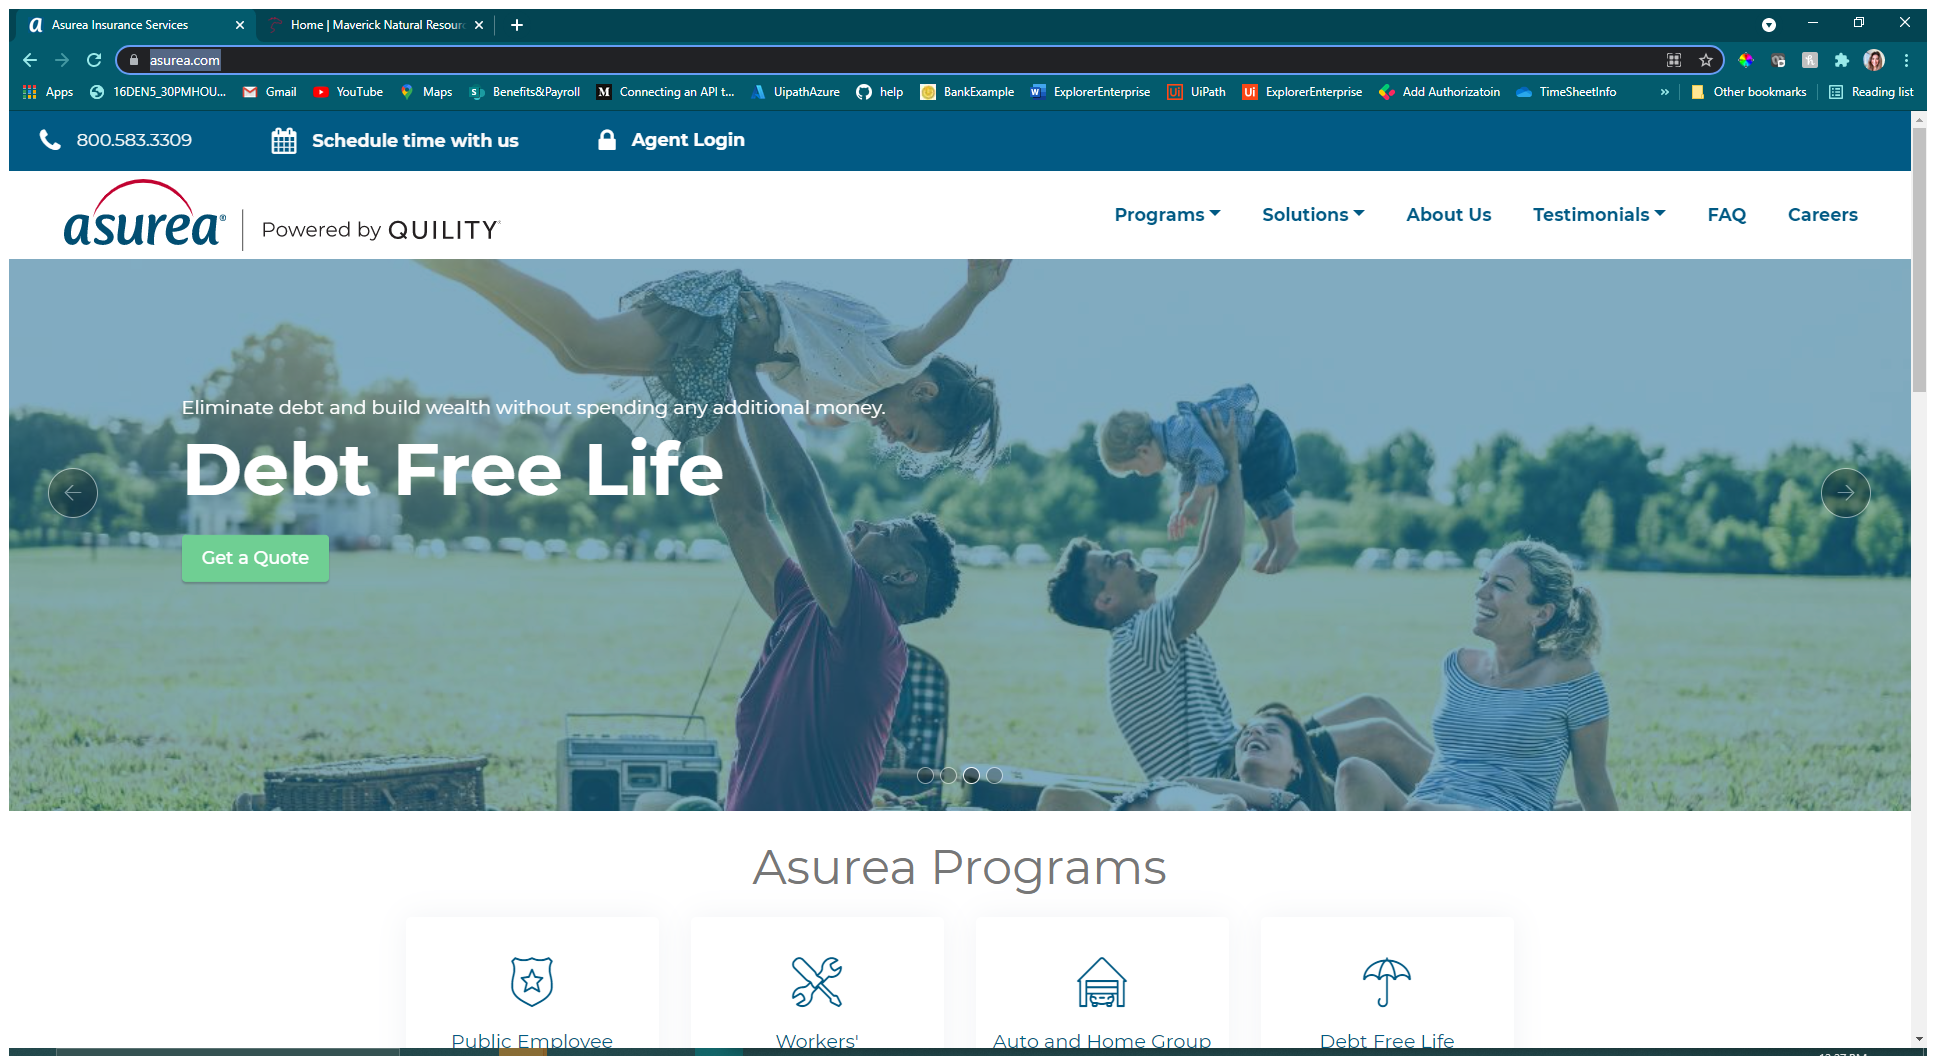 Asurea Insurance Services
Home | Maverick Natural Resour
asurea.com
Apps 16DEN5_30PMHOU... Gmail YouTube Maps Benefits&Payroll Connecting an API t... UipathAzure help BankExample ExplorerEnterprise UiPath ExplorerEnterprise Add Authorizatoin TimeSheetInfo » Other bookmarks Reading list
800.583.3309 Schedule time with us Agent Login
asurea® Powered by QUILITY
Programs Solutions About Us Testimonials FAQ Careers
Eliminate debt and build wealth without spending any additional money.
Debt Free Life
Get a Quote
Asurea Programs
Public Employee Workers' Auto and Home Group Debt Free Life